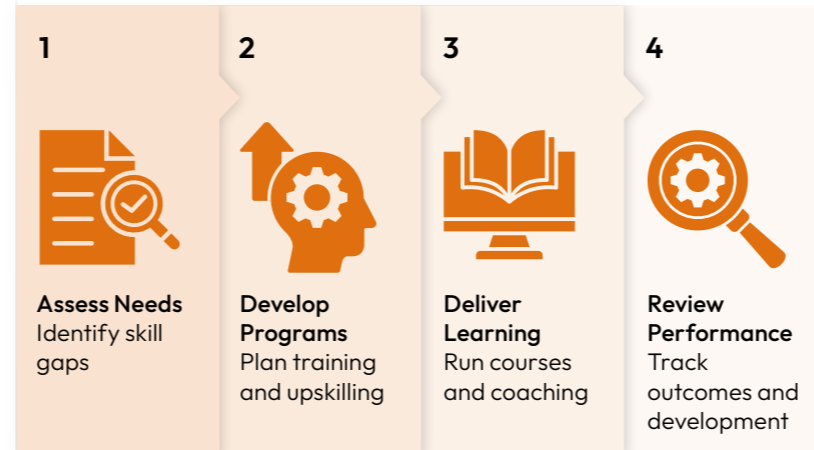 1
Assess Needs
Identify skill
gaps
2
Develop
Programs
Plan training
and upskilling
3
Deliver
Learning
Run courses
and coaching
4
Review
Performance
Track
outcomes and
development